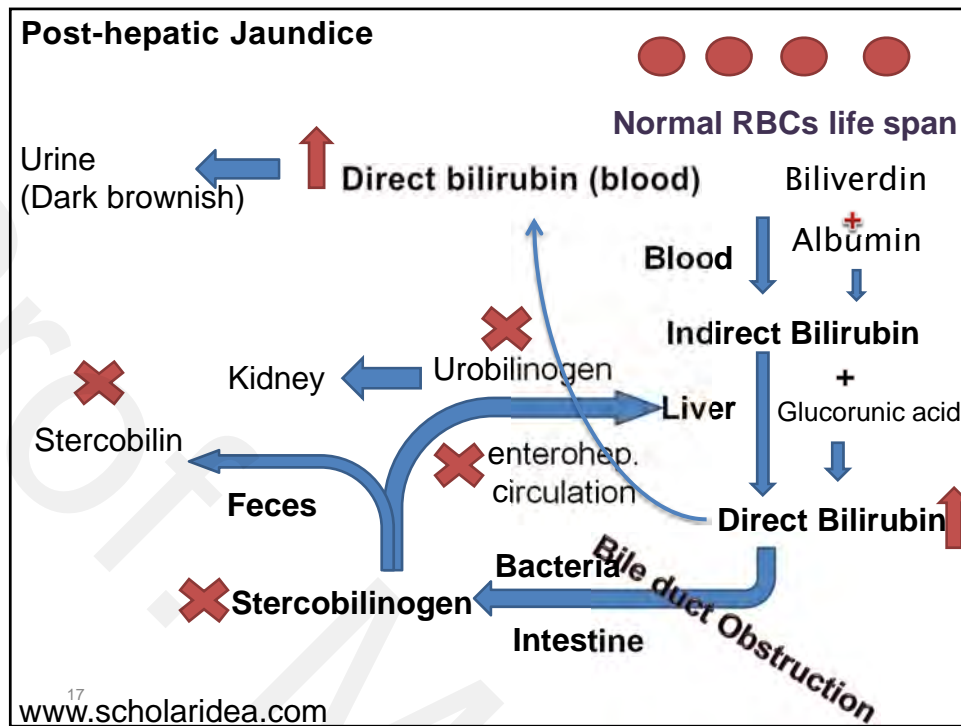 Post-hepatic Jaundice
Normal RBCs life span
Urine
(Dark brownish)
Direct bilirubin (blood)
Biliverdin
+
Albumin
Blood
Indirect Bilirubin
+
Glucorunic acid
Liver
Urobilinogen
Kidney
Stercobilin
enterohep.
circulation
Feces
Direct Bilirubin
Bile duct Obstruction
Bacteria
Stercobilinogen
Intestine
17
www.scholaridea.com
Prof. M